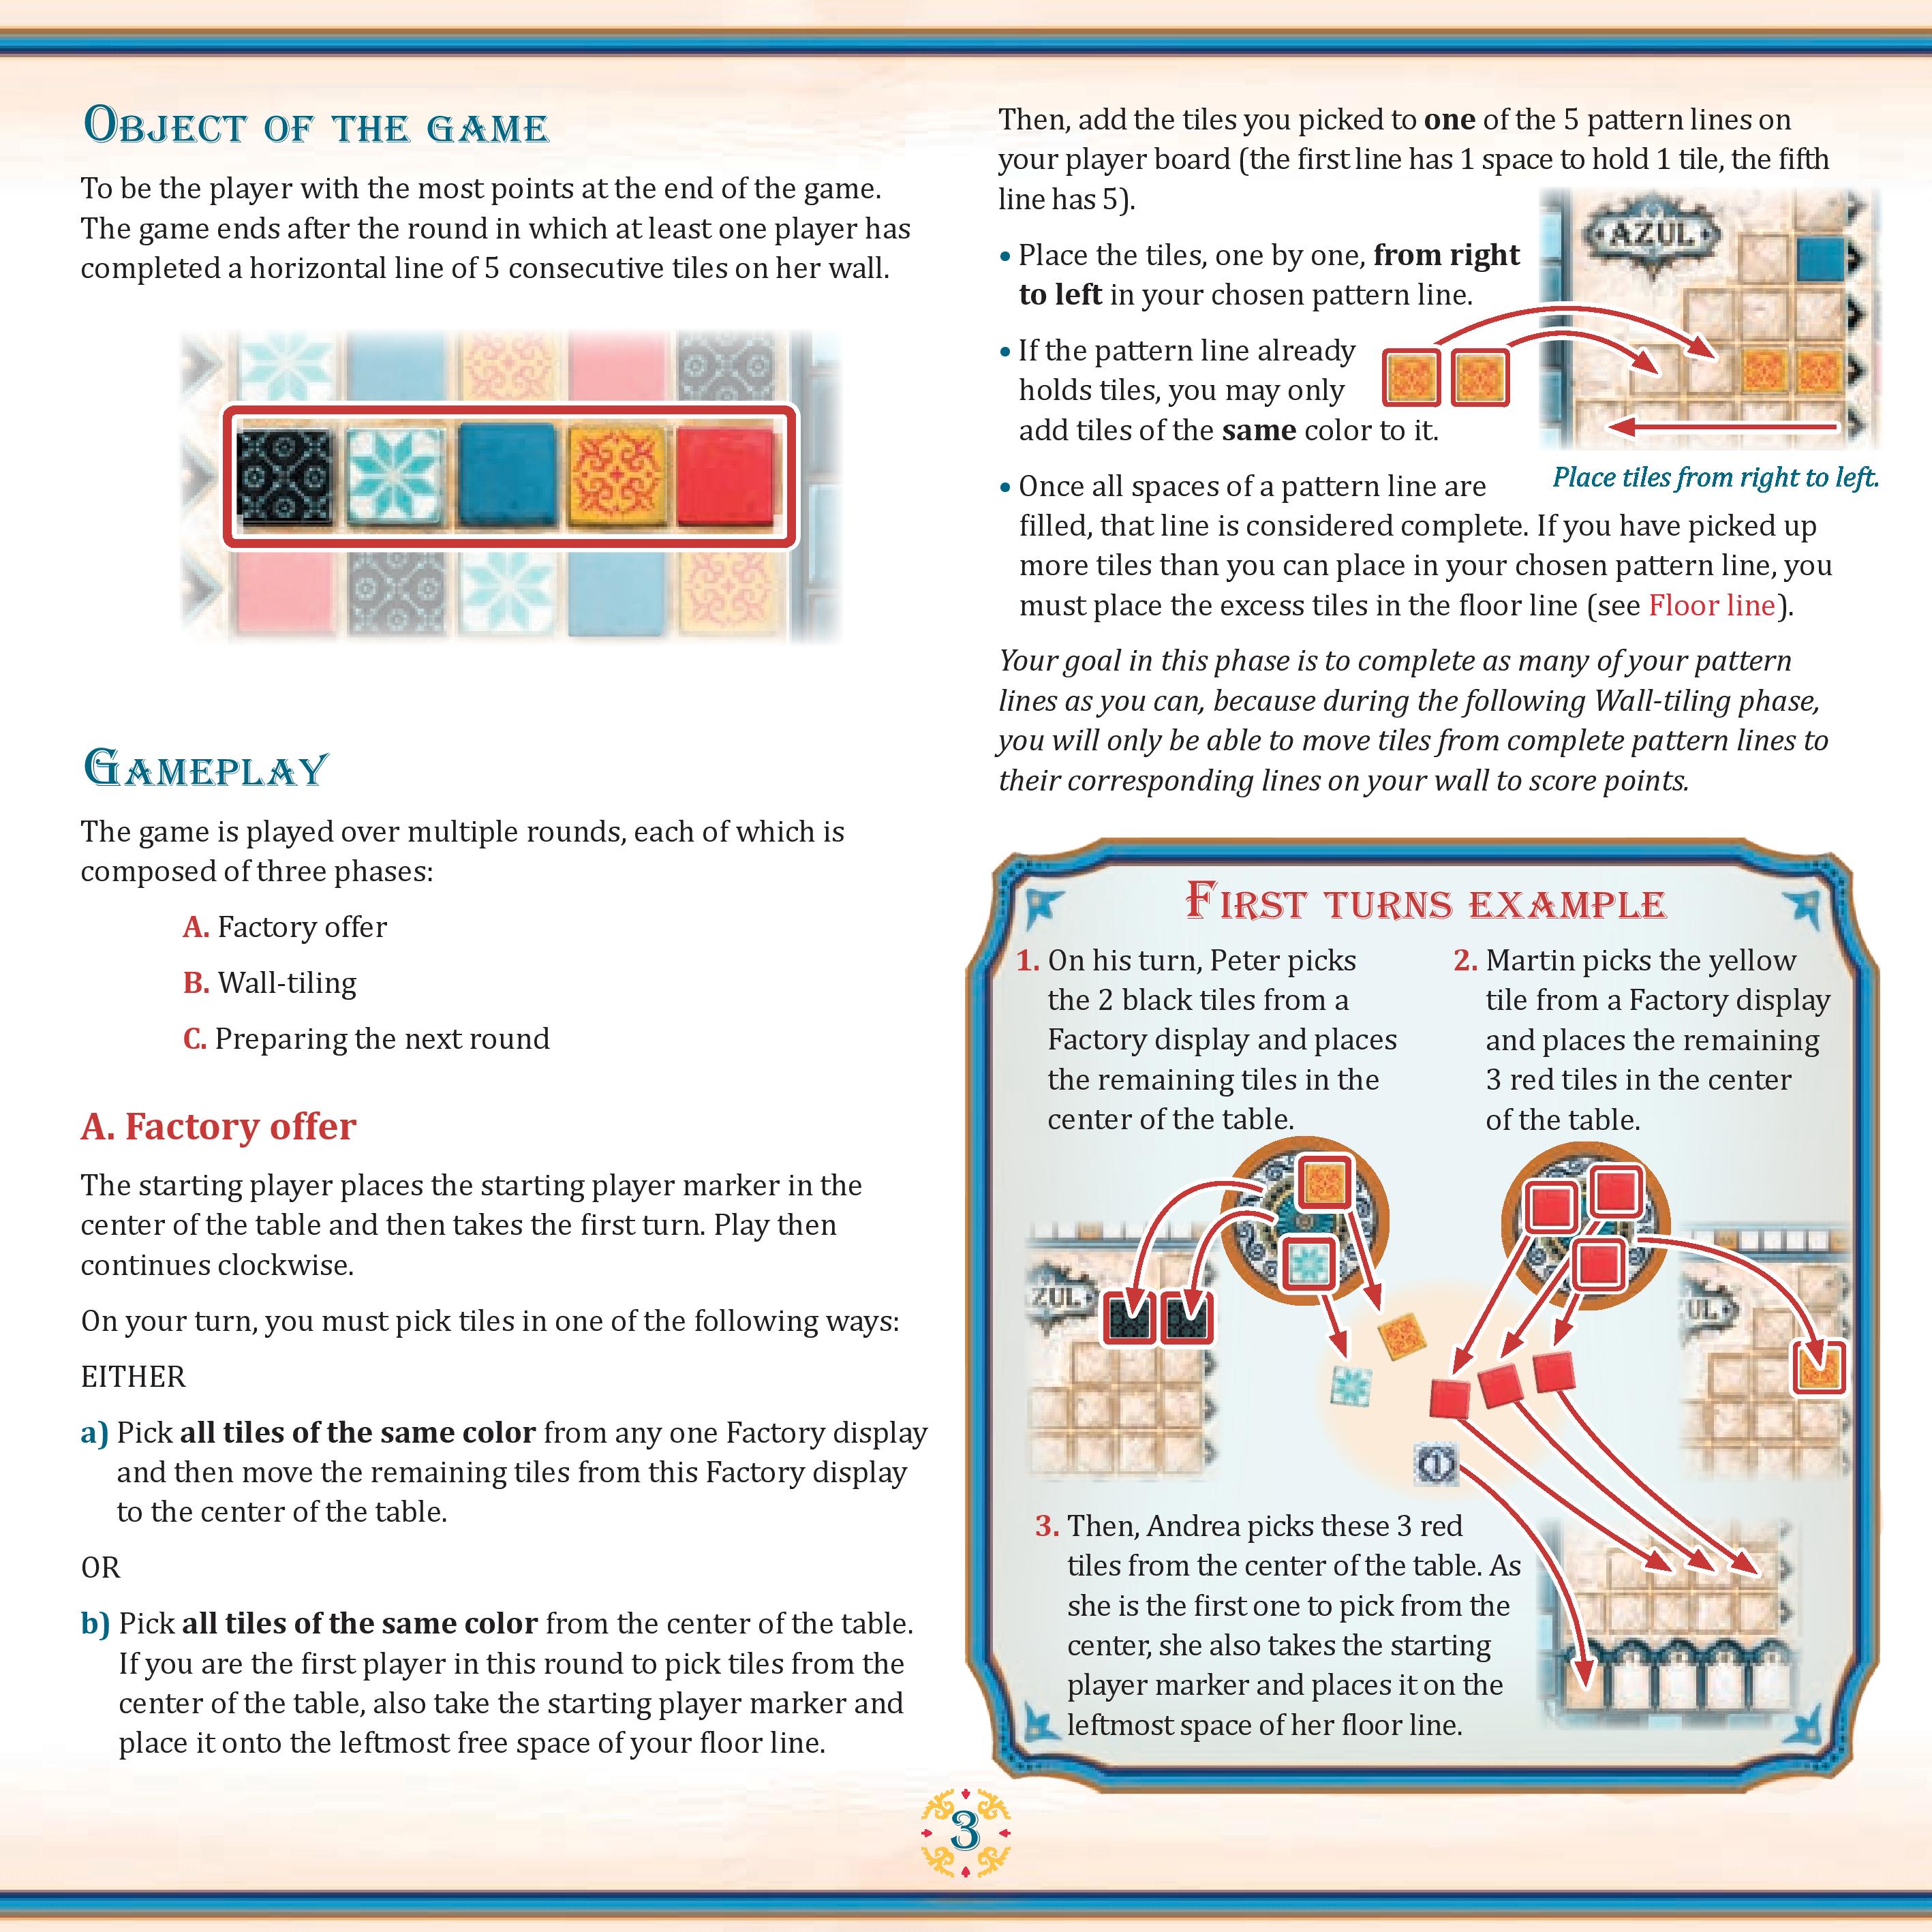 OBJECT OF THE GAME
To be the player with the most points at the end of the game.
The game ends after the round in which at least one player has
completed a horizontal line of 5 consecutive tiles on her wall.
GAMEPLAY
The game is played over multiple rounds, each of which is
composed of three phases:
A. Factory offer
B. Wall-tiling
C. Preparing the next round
A. Factory offer
The starting player places the starting player marker in the
center of the table and then takes the first turn. Play then
continues clockwise.
On your turn, you must pick tiles in one of the following ways:
EITHER
a) Pick all tiles of the same color from any one Factory display
and then move the remaining tiles from this Factory display
to the center of the table.
OR
b) Pick all tiles of the same color from the center of the table.
If you are the first player in this round to pick tiles from the
center of the table, also take the starting player marker and
place it onto the leftmost free space of your floor line.
Then, add the tiles you picked to one of the 5 pattern lines on
your player board (the first line has 1 space to hold 1 tile, the fifth
line has 5).
• Place the tiles, one by one, from right
to left in your chosen pattern line.
• If the pattern line already
holds tiles, you may only
add tiles of the same color to it.
AZUL
Place tiles from right to left.
• Once all spaces of a pattern line are
filled, that line is considered complete. If you have picked up
more tiles than you can place in your chosen pattern line, you
must place the excess tiles in the floor line (see Floor line).
Your goal in this phase is to complete as many of your pattern
lines as you can, because during the following Wall-tiling phase,
you will only be able to move tiles from complete pattern lines to
their corresponding lines on your wall to score points.
FIRST TURNS EXAMPLE
1. On his turn, Peter picks
the 2 black tiles from a
Factory display and places
the remaining tiles in the
center of the table.
2. Martin picks the yellow
tile from a Factory display
and places the remaining
3 red tiles in the center
of the table.
ZUL
UL
1
3. Then, Andrea picks these 3 red
tiles from the center of the table. As
she is the first one to pick from the
center, she also takes the starting
player marker and places it on the
leftmost space of her floor line.
3